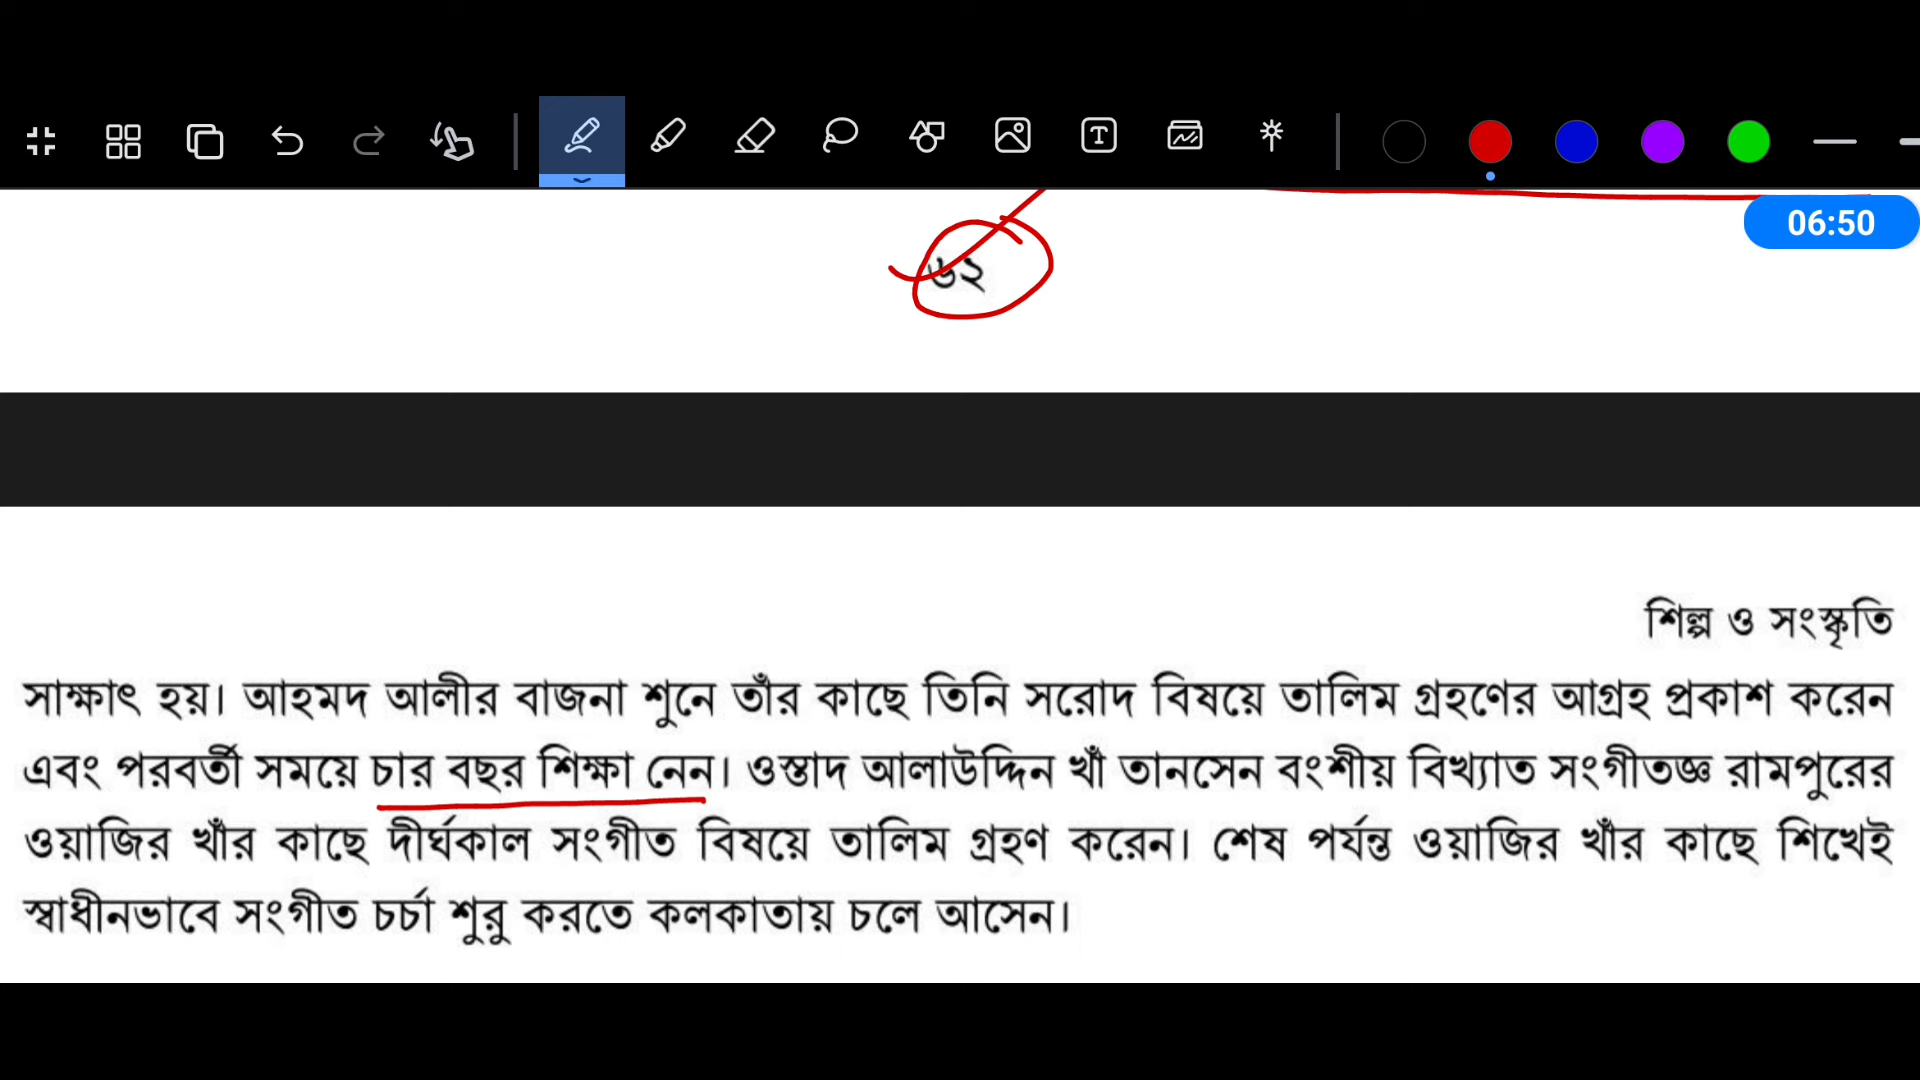 06:50
৬২
শিল্প ও সংস্কৃতি
সাক্ষাৎ হয়। আহমদ আলীর বাজনা শুনে তাঁর কাছে তিনি সরোদ বিষয়ে তালিম গ্রহণের আগ্রহ প্রকাশ করেন
এবং পরবর্তী সময়ে চার বছর শিক্ষা নেন। ওস্তাদ আলাউদ্দিন খাঁ তানসেন বংশীয় বিখ্যাত সংগীতজ্ঞ রামপুরের
ওয়াজির খাঁর কাছে দীর্ঘকাল সংগীত বিষয়ে তালিম গ্রহণ করেন। শেষ পর্যন্ত ওয়াজির খাঁর কাছে শিখেই
স্বাধীনভাবে সংগীত চর্চা শুরু করতে কলকাতায় চলে আসেন।